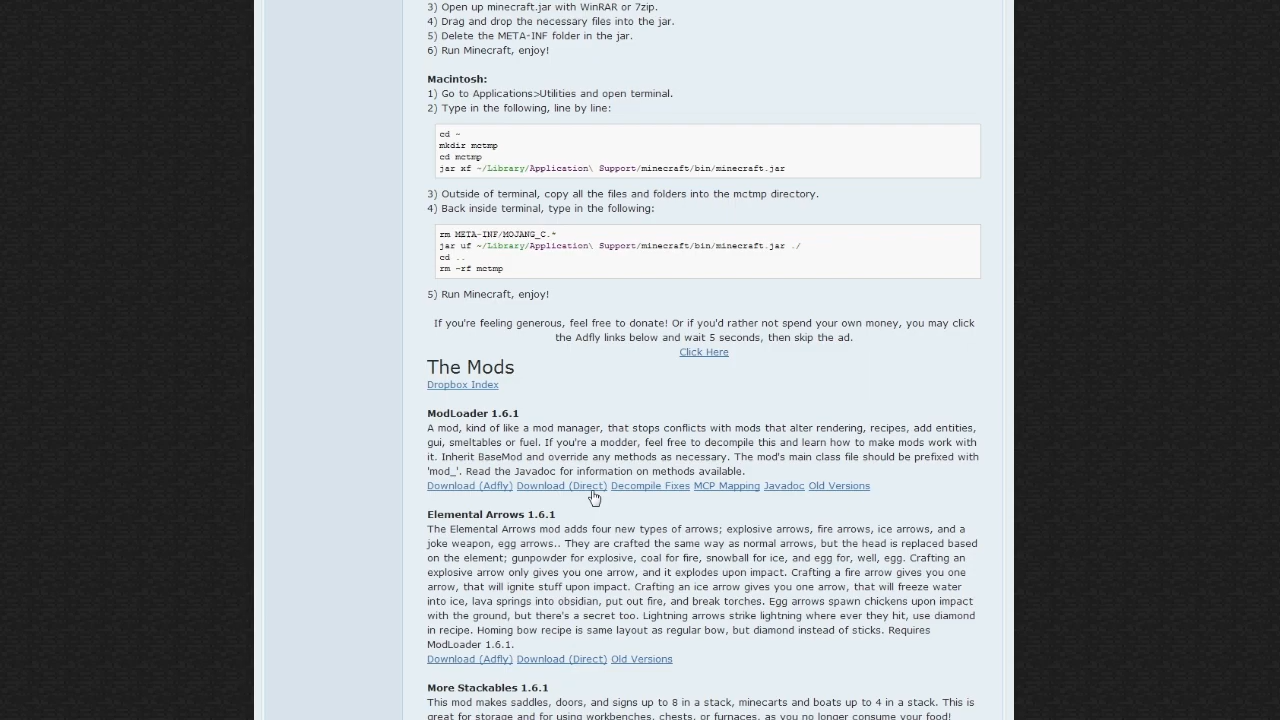 3) Open up minecraft.jar with WinRAR or 7zip.
4) Drag and drop the necessary files into the jar.
5) Delete the META-INF folder in the jar.
6) Run Minecraft, enjoy!
Macintosh:
1) Go to Applications>Utilities and open terminal.
2) Type in the following, line by line:
cd ~
mkdir mctmp
cd mctmp
jar xf ~/Library/Application\ Support/minecraft/bin/minecraft.jar
3) Outside of terminal, copy all the files and folders into the mctmp directory.
4) Back inside terminal, type in the following:
rm META-INF/MOJANG_C.*
jar uf ~/Library/Application\ Support/minecraft/bin/minecraft.jar ./
cd ..
rm -rf mctmp
5) Run Minecraft, enjoy!
If you're feeling generous, feel free to donate! Or if you'd rather not spend your own money, you may click
the Adfly links below and wait 5 seconds, then skip the ad.
Click Here
The Mods
Dropbox Index
ModLoader 1.6.1
A mod, kind of like a mod manager, that stops conflicts with mods that alter rendering, recipes, add entities,
gui, smeltables or fuel. If you're a modder, feel free to decompile this and learn how to make mods work with
it. Inherit BaseMod and override any methods as necessary. The mod's main class file should be prefixed with
'mod_'. Read the Javadoc for information on methods available.
Download (Adfly) Download (Direct) Decompile Fixes MCP Mapping Javadoc Old Versions
Elemental Arrows 1.6.1
The Elemental Arrows mod adds four new types of arrows; explosive arrows, fire arrows, ice arrows, and a
joke weapon, egg arrows.. They are crafted the same way as normal arrows, but the head is replaced based
on the element; gunpowder for explosive, coal for fire, snowball for ice, and egg for, well, egg. Crafting an
explosive arrow only gives you one arrow, and it explodes upon impact. Crafting a fire arrow gives you one
arrow, that will ignite stuff upon impact. Crafting an ice arrow gives you one arrow, that will freeze water
into ice, lava springs into obsidian, put out fire, and break torches. Egg arrows spawn chickens upon impact
with the ground, but there's a secret too. Lightning arrows strike lightning where ever they hit, use diamond
in recipe. Homing bow recipe is same layout as regular bow, but diamond instead of sticks. Requires
ModLoader 1.6.1.
Download (Adfly) Download (Direct) Old Versions
More Stackables 1.6.1
This mod makes saddles, doors, and signs up to 8 in a stack, minecarts and boats up to 4 in a stack. This is
great for storage and for using workbenches, chests, or furnaces, as you no longer consume your food!